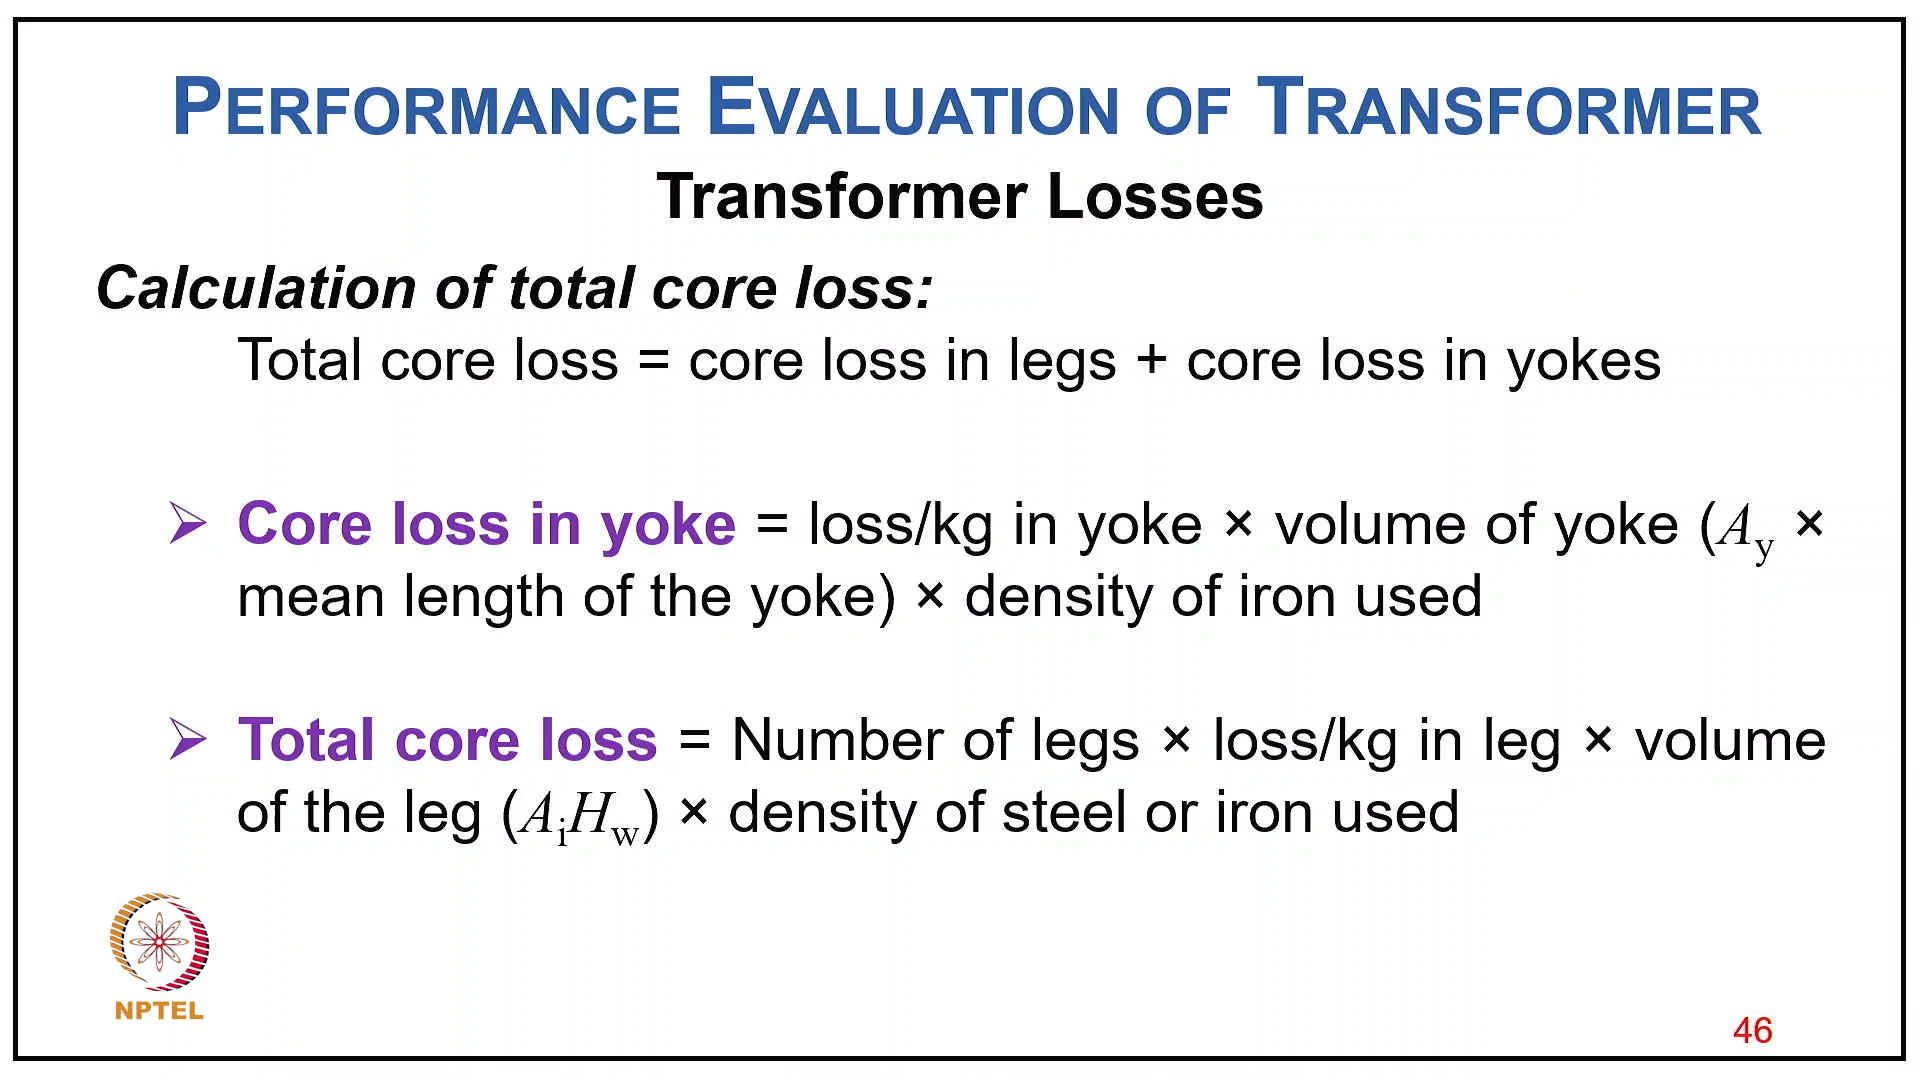 PERFORMANCE EVALUATION OF TRANSFORMER
Transformer Losses
Calculation of total core loss:
Total core loss = core loss in legs + core loss in yokes
➢ Core loss in yoke = loss/kg in yoke × volume of yoke (Ay ×
mean length of the yoke) × density of iron used
➢ Total core loss = Number of legs × loss/kg in leg × volume
of the leg (AiHw) × density of steel or iron used
NPTEL
46